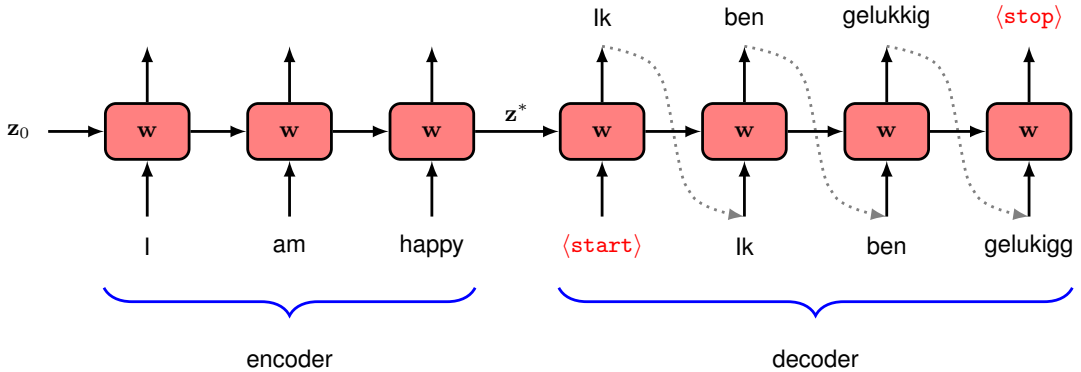 Ik ben gelukkig ⟨stop⟩
z₀ w w w z* w w w w
I am happy ⟨start⟩ Ik ben gelukigg
encoder decoder